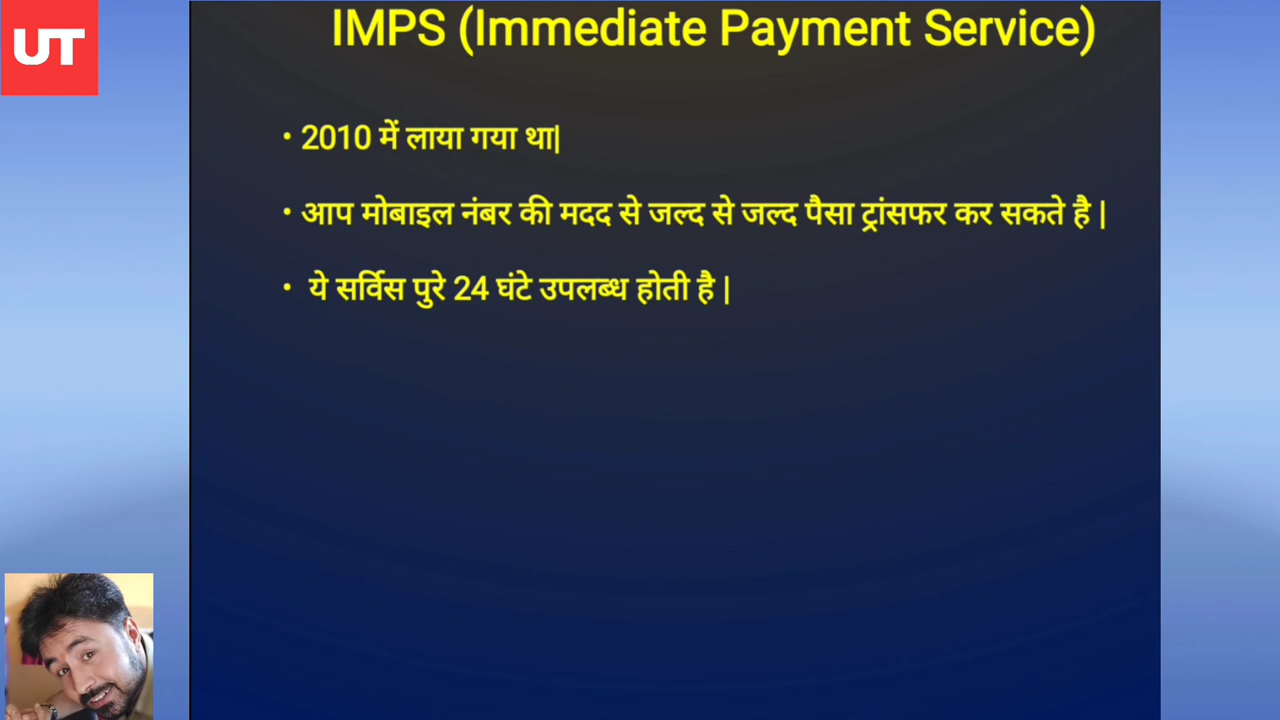 UT
IMPS (Immediate Payment Service)
• 2010 में लाया गया था|
• आप मोबाइल नंबर की मदद से जल्द से जल्द पैसा ट्रांसफर कर सकते है |
• ये सर्विस पुरे 24 घंटे उपलब्ध होती है |